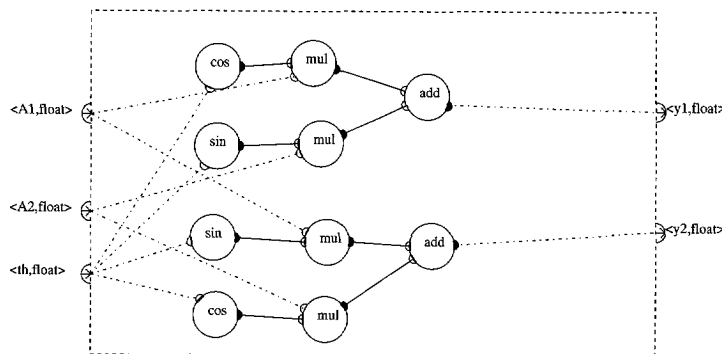 cos
mul
add
<A1,float>
<y1,float>
sin
mul
<A2,float>
sin
mul
add
<y2,float>
<th,float>
cos
mul